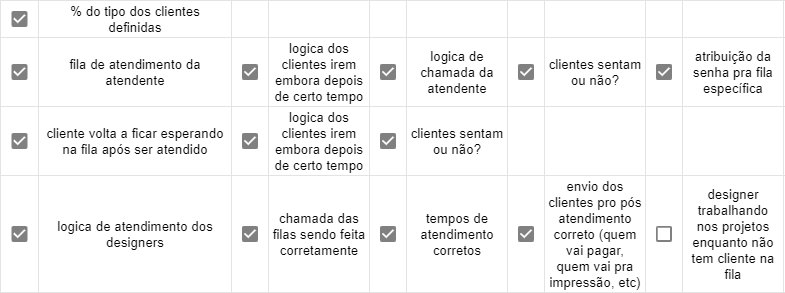 % do tipo dos clientes
definidas
fila de atendimento da
atendente
logica dos
clientes irem
embora depois
de certo tempo
logica de
chamada da
atendente
clientes sentam
ou não?
atribuição da
senha pra fila
específica
cliente volta a ficar esperando
na fila após ser atendido
logica dos
clientes irem
embora depois
de certo tempo
clientes sentam
ou não?
logica de atendimento dos
designers
chamada das
filas sendo feita
corretamente
tempos de
atendimento
corretos
envio dos
clientes pro pós
atendimento
correto (quem
vai pagar,
quem vai pra
impressão, etc)
designer
trabalhando
nos projetos
enquanto não
tem cliente na
fila